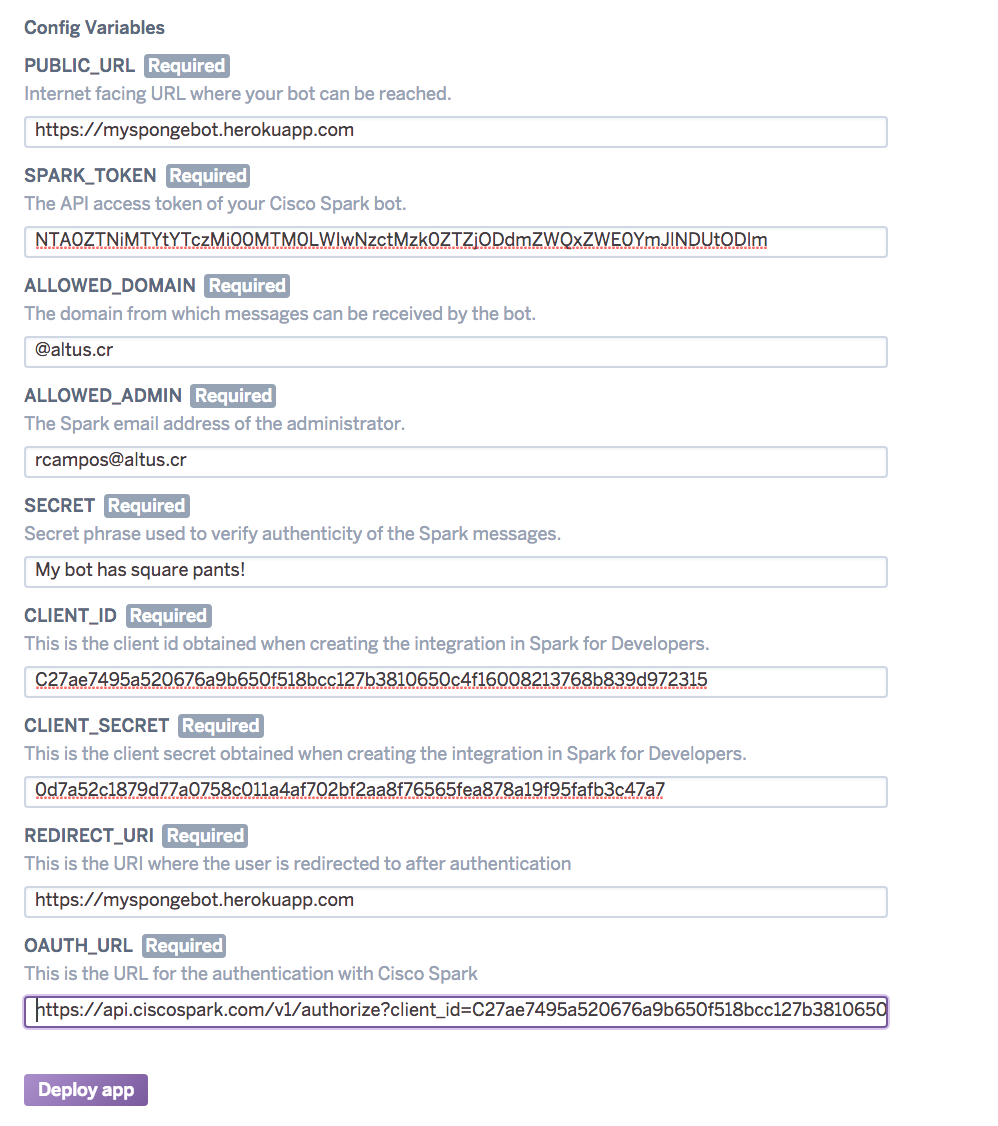 Config Variables
PUBLIC_URL Required
Internet facing URL where your bot can be reached.
https://myspongebot.herokuapp.com
SPARK_TOKEN Required
The API access token of your Cisco Spark bot.
NTA0ZTNiMTYtYTczMi00MTM0LWIwNzctMzk0ZTZjODdmZWQxZWE0YmJlNDUtODlm
ALLOWED_DOMAIN Required
The domain from which messages can be received by the bot.
@altus.cr
ALLOWED_ADMIN Required
The Spark email address of the administrator.
rcampos@altus.cr
SECRET Required
Secret phrase used to verify authenticity of the Spark messages.
My bot has square pants!
CLIENT_ID Required
This is the client id obtained when creating the integration in Spark for Developers.
C27ae7495a520676a9b650f518bcc127b3810650c4f16008213768b839d972315
CLIENT_SECRET Required
This is the client secret obtained when creating the integration in Spark for Developers.
0d7a52c1879d77a0758c011a4af702bf2aa8f76565fea878a19f95fafb3c47a7
REDIRECT_URI Required
This is the URI where the user is redirected to after authentication
https://myspongebot.herokuapp.com
OAUTH_URL Required
This is the URL for the authentication with Cisco Spark
https://api.ciscospark.com/v1/authorize?client_id=C27ae7495a520676a9b650f518bcc127b3810650
Deploy app